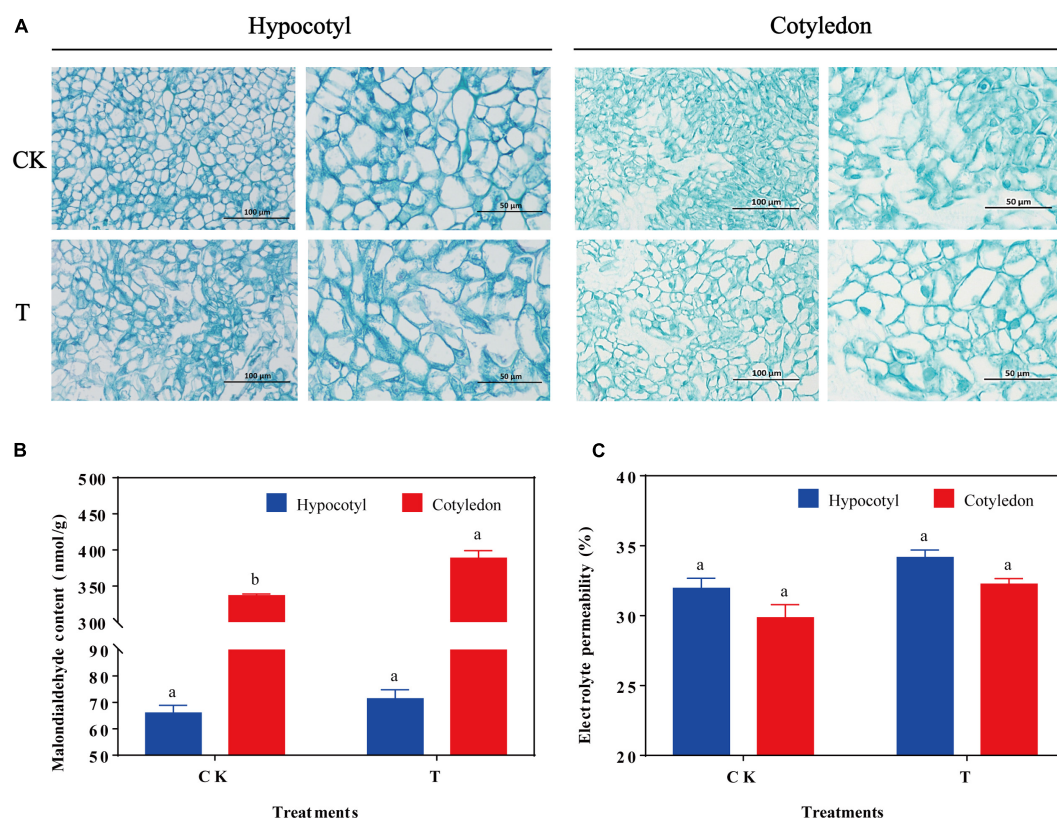 A
Hypocotyl
Cotyledon
CK
100 μm
50 μm
100 μm
50 μm
T
100 μm
50 μm
100 μm
50 μm
B
Malondialdehyde content (nmol/g)
500
450
400
350
300
90
80
70
60
50
Hypocotyl
Cotyledon
a
b
a
a
CK
T
Treatments
C
Electrolyte permeability (%)
40
35
30
25
20
Hypocotyl
Cotyledon
a
a
a
a
CK
T
Treatments